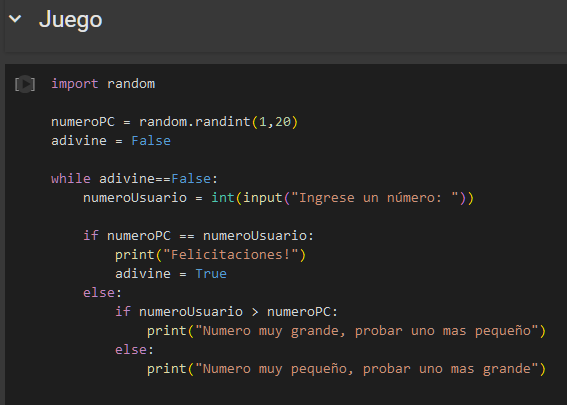 Juego
import random
numeroPC = random.randint(1,20)
adivine = False
while adivine==False:
numeroUsuario = int(input("Ingrese un número: "))
if numeroPC == numeroUsuario:
print("Felicitaciones!")
adivine = True
else:
if numeroUsuario > numeroPC:
print("Numero muy grande, probar uno mas pequeño")
else:
print("Numero muy pequeño, probar uno mas grande")